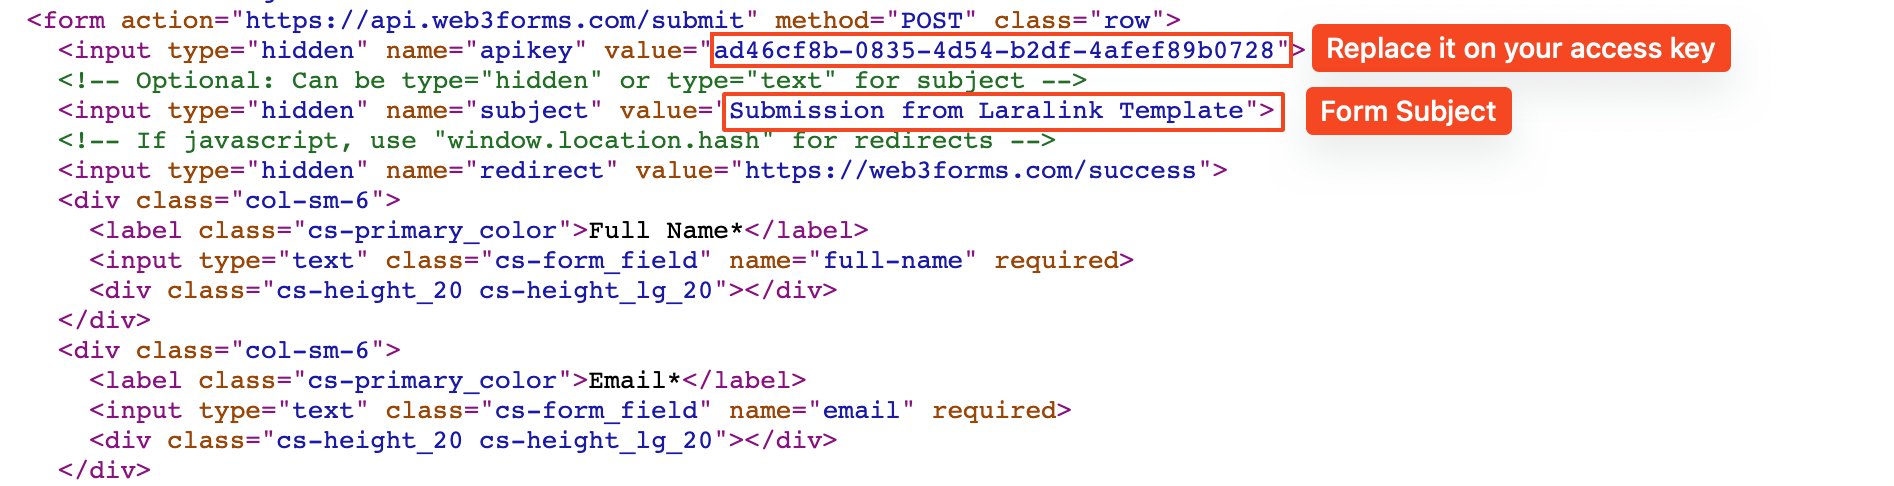 <form action="https://api.web3forms.com/submit" method="POST" class="row">
<input type="hidden" name="apikey" value="ad46cf8b-0835-4d54-b2df-4afef89b0728"> Replace it on your access key
<!-- Optional: Can be type="hidden" or type="text" for subject -->
<input type="hidden" name="subject" value="Submission from Laralink Template"> Form Subject
<!-- If javascript, use "window.location.hash" for redirects -->
<input type="hidden" name="redirect" value="https://web3forms.com/success">
<div class="col-sm-6">
<label class="cs-primary_color">Full Name*</label>
<input type="text" class="cs-form_field" name="full-name" required>
<div class="cs-height_20 cs-height_lg_20"></div>
</div>
<div class="col-sm-6">
<label class="cs-primary_color">Email*</label>
<input type="text" class="cs-form_field" name="email" required>
<div class="cs-height_20 cs-height_lg_20"></div>
</div>